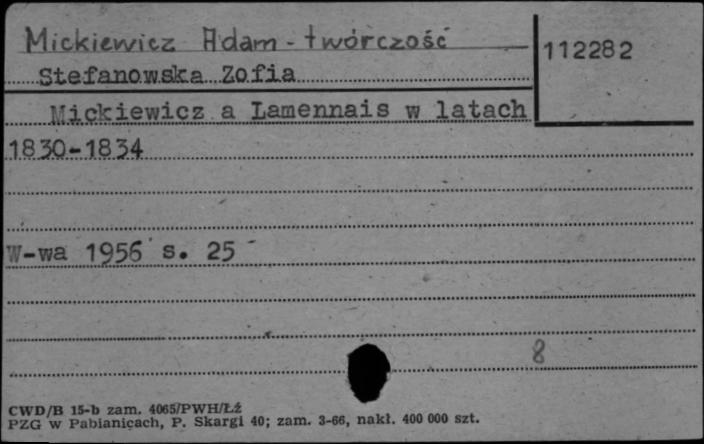 Mickiewicz Adam - twórczość
112282
Stefanowska Zofia
Mickiewicz a Lamennais w latach
1830-1834
W-wa 1956 s. 25
8
CWD/B 15-b zam. 4065/PWH/Łż
PZG w Pabianicach, P. Skargi 40; zam. 3-66, nakł. 400 000 szt.